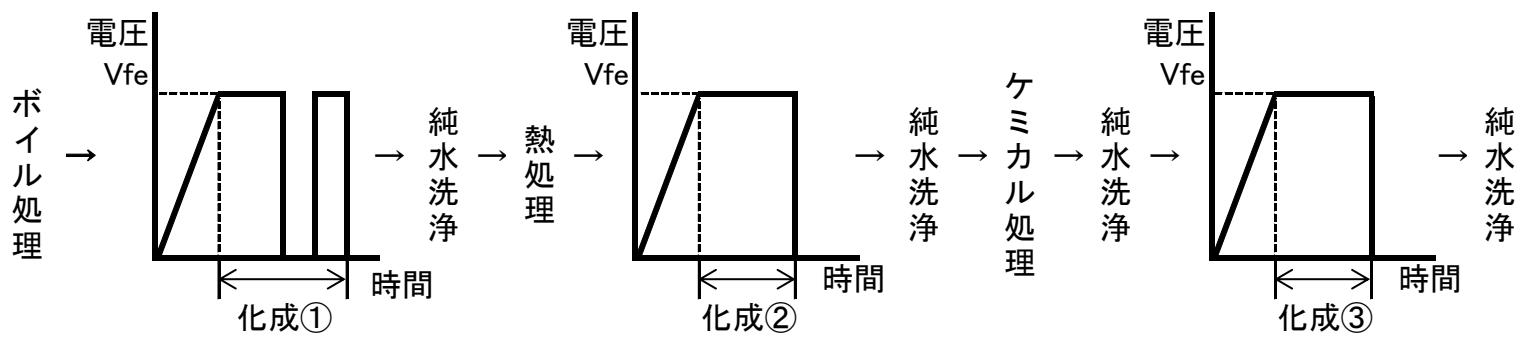 ボイル処理
→
電圧
Vfe
時間
化成①
→
純水洗浄
→
熱処理
→
電圧
Vfe
時間
化成②
→
純水洗浄
→
ケミカル処理
→
純水洗浄
→
電圧
Vfe
時間
化成③
→
純水洗浄